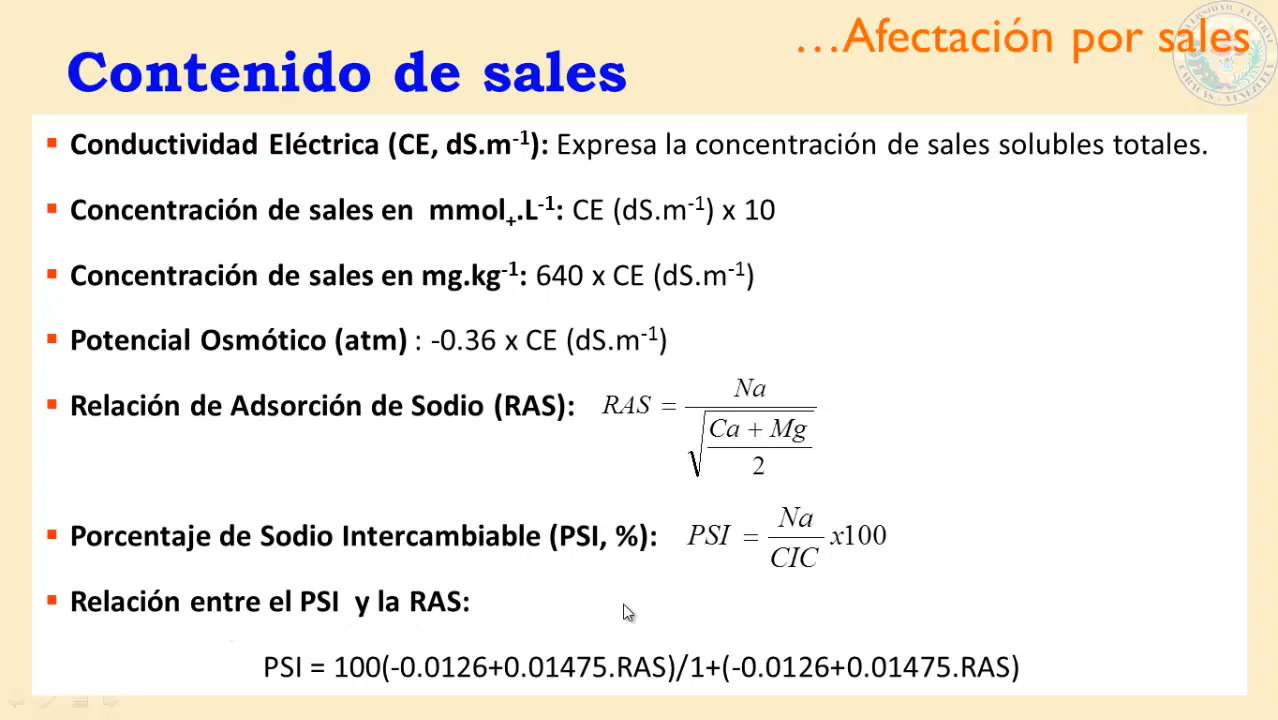 …Afectación por sales
Contenido de sales
▪ Conductividad Eléctrica (CE, dS.m⁻¹): Expresa la concentración de sales solubles totales.
▪ Concentración de sales en mmol₊.L⁻¹: CE (dS.m⁻¹) x 10
▪ Concentración de sales en mg.kg⁻¹: 640 x CE (dS.m⁻¹)
▪ Potencial Osmótico (atm) : -0.36 x CE (dS.m⁻¹)
▪ Relación de Adsorción de Sodio (RAS): RAS = Na / √((Ca + Mg) / 2)
▪ Porcentaje de Sodio Intercambiable (PSI, %): PSI = Na / CIC x100
▪ Relación entre el PSI y la RAS:
PSI = 100(-0.0126+0.01475.RAS)/1+(-0.0126+0.01475.RAS)